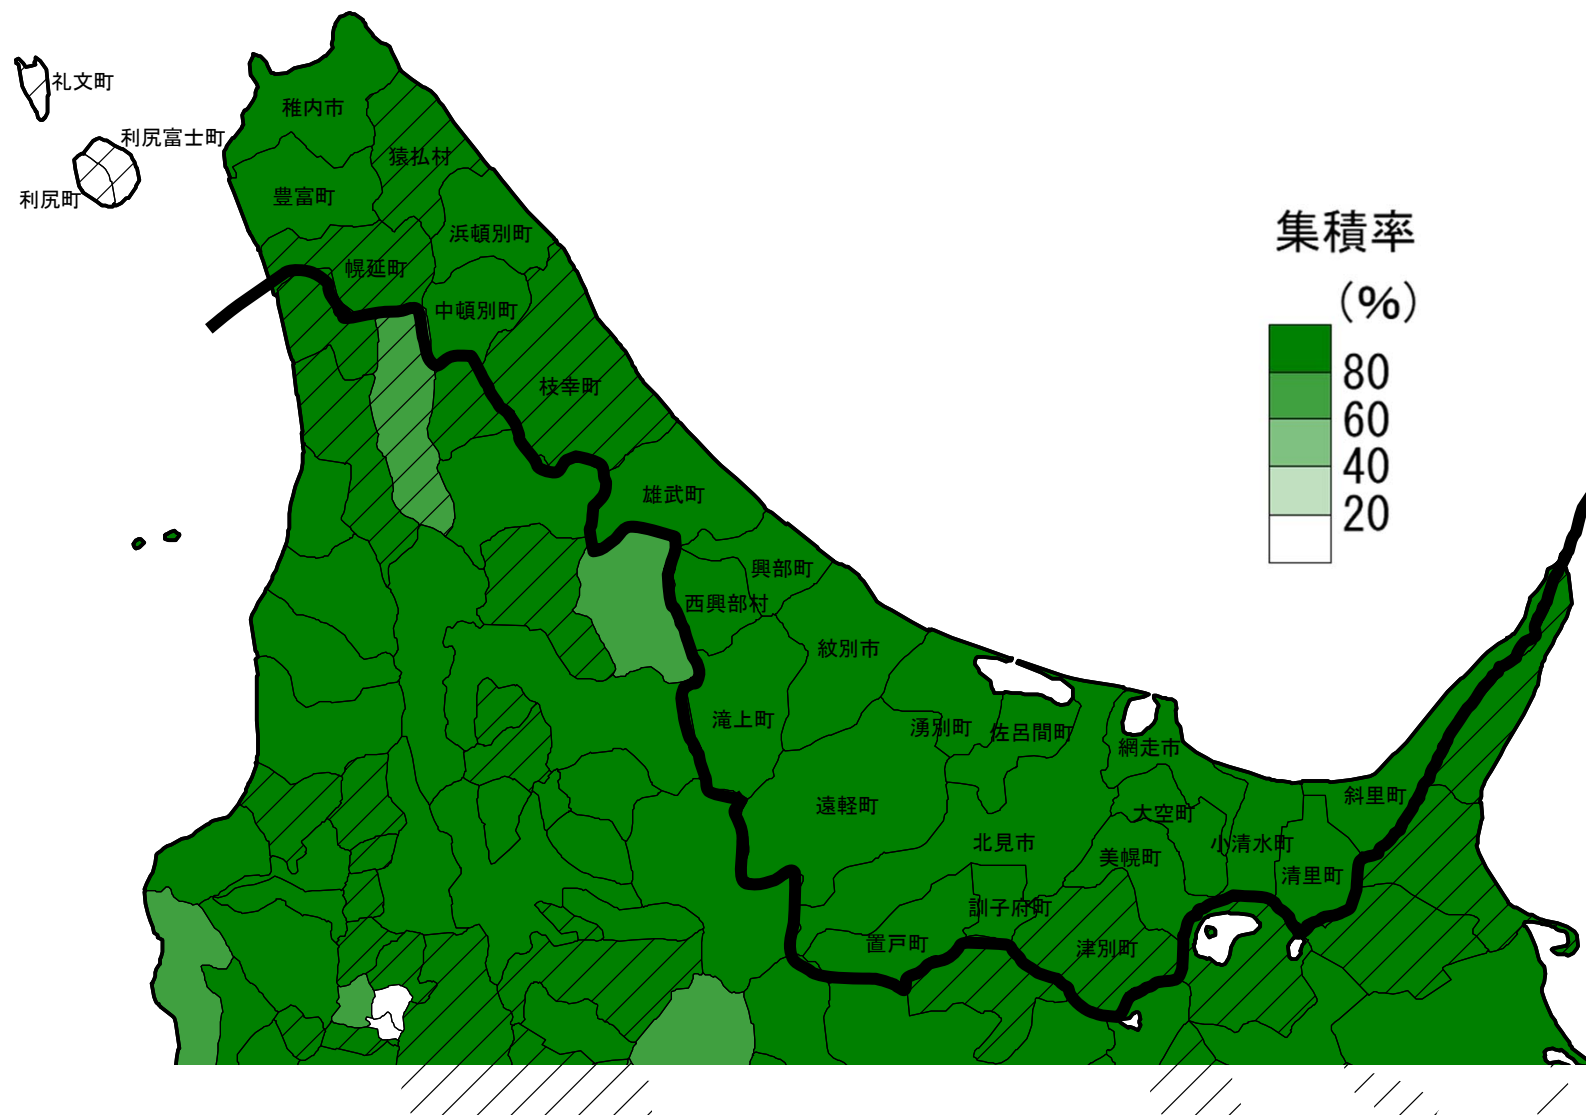 礼文町
稚内市
利尻富士町
猿払村
利尻町
豊富町
浜頓別町
幌延町
中頓別町
枝幸町
雄武町
興部町
西興部村
紋別市
滝上町
湧別町
佐呂間町
網走市
遠軽町
斜里町
大空町
北見市
小清水町
美幌町
清里町
訓子府町
置戸町
津別町
集積率
(%)
80
60
40
20